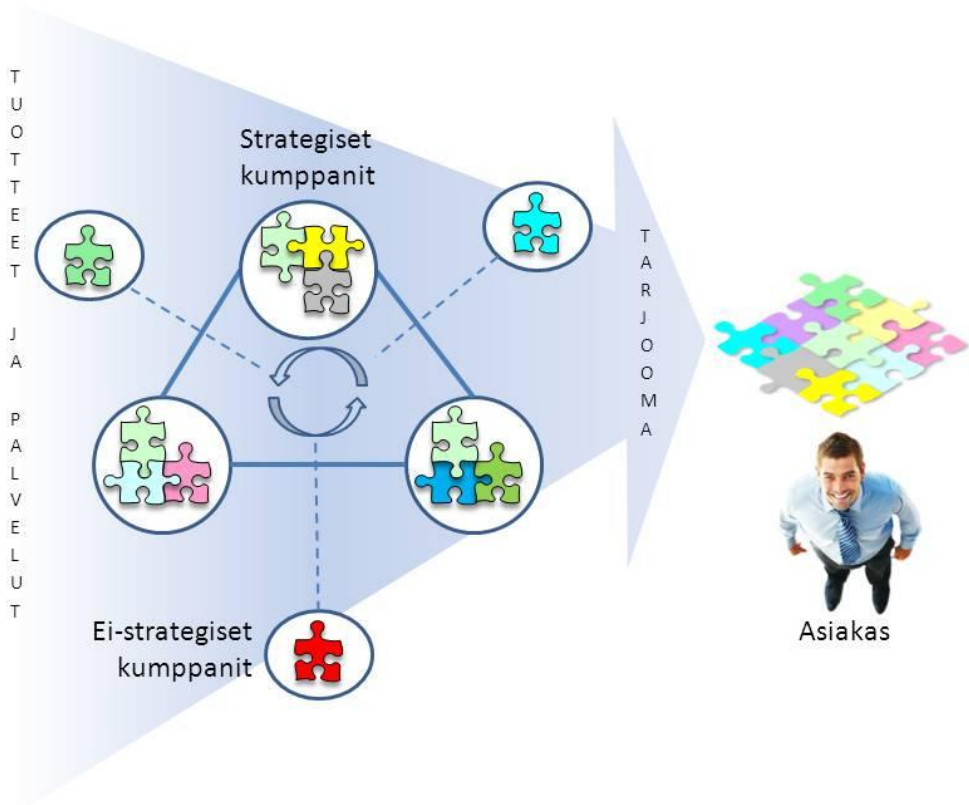 TUOTTEET JA PALVELUT
Strategiset
kumppanit
TARJOOMA
Ei-strategiset
kumppanit
Asiakas